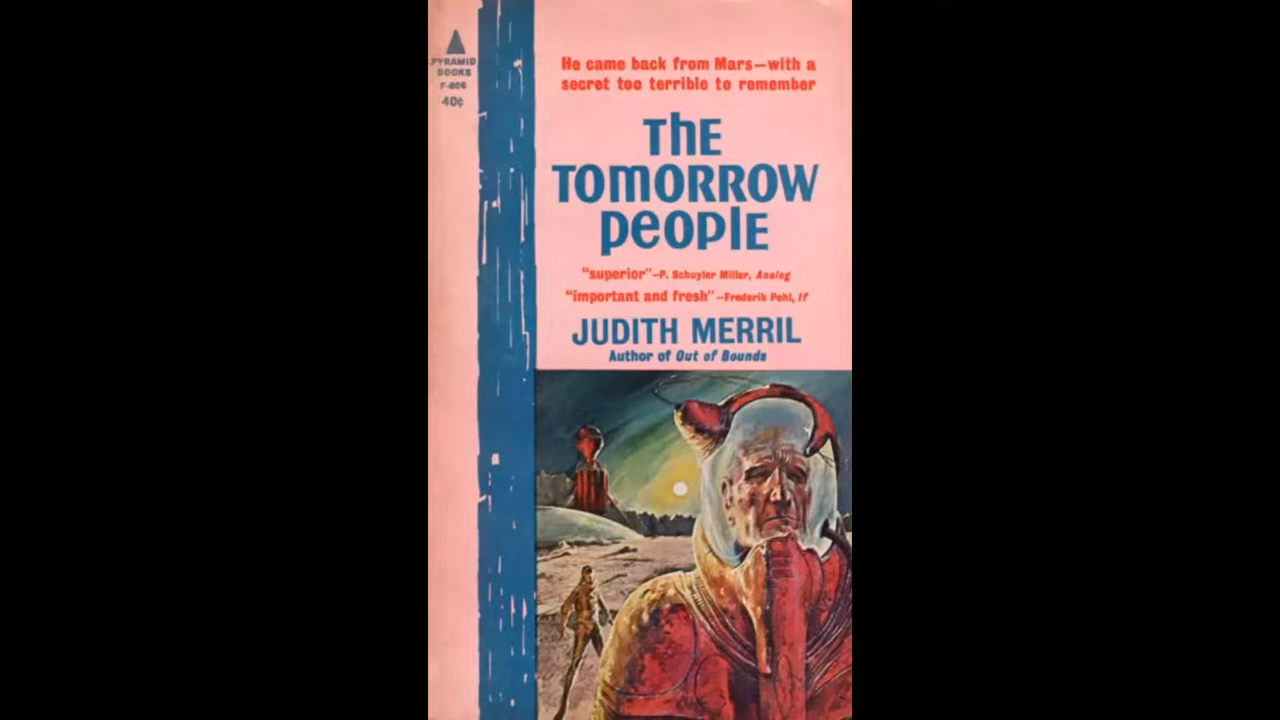 PYRAMID
BOOKS
F-806
40¢
He came back from Mars—with a
secret too terrible to remember
The
TOMORROW
PEOPLE
"superior"—P. Schuyler Miller, Analog
"important and fresh"—Frederik Pohl, If
JUDITH MERRIL
Author of Out of Bounds